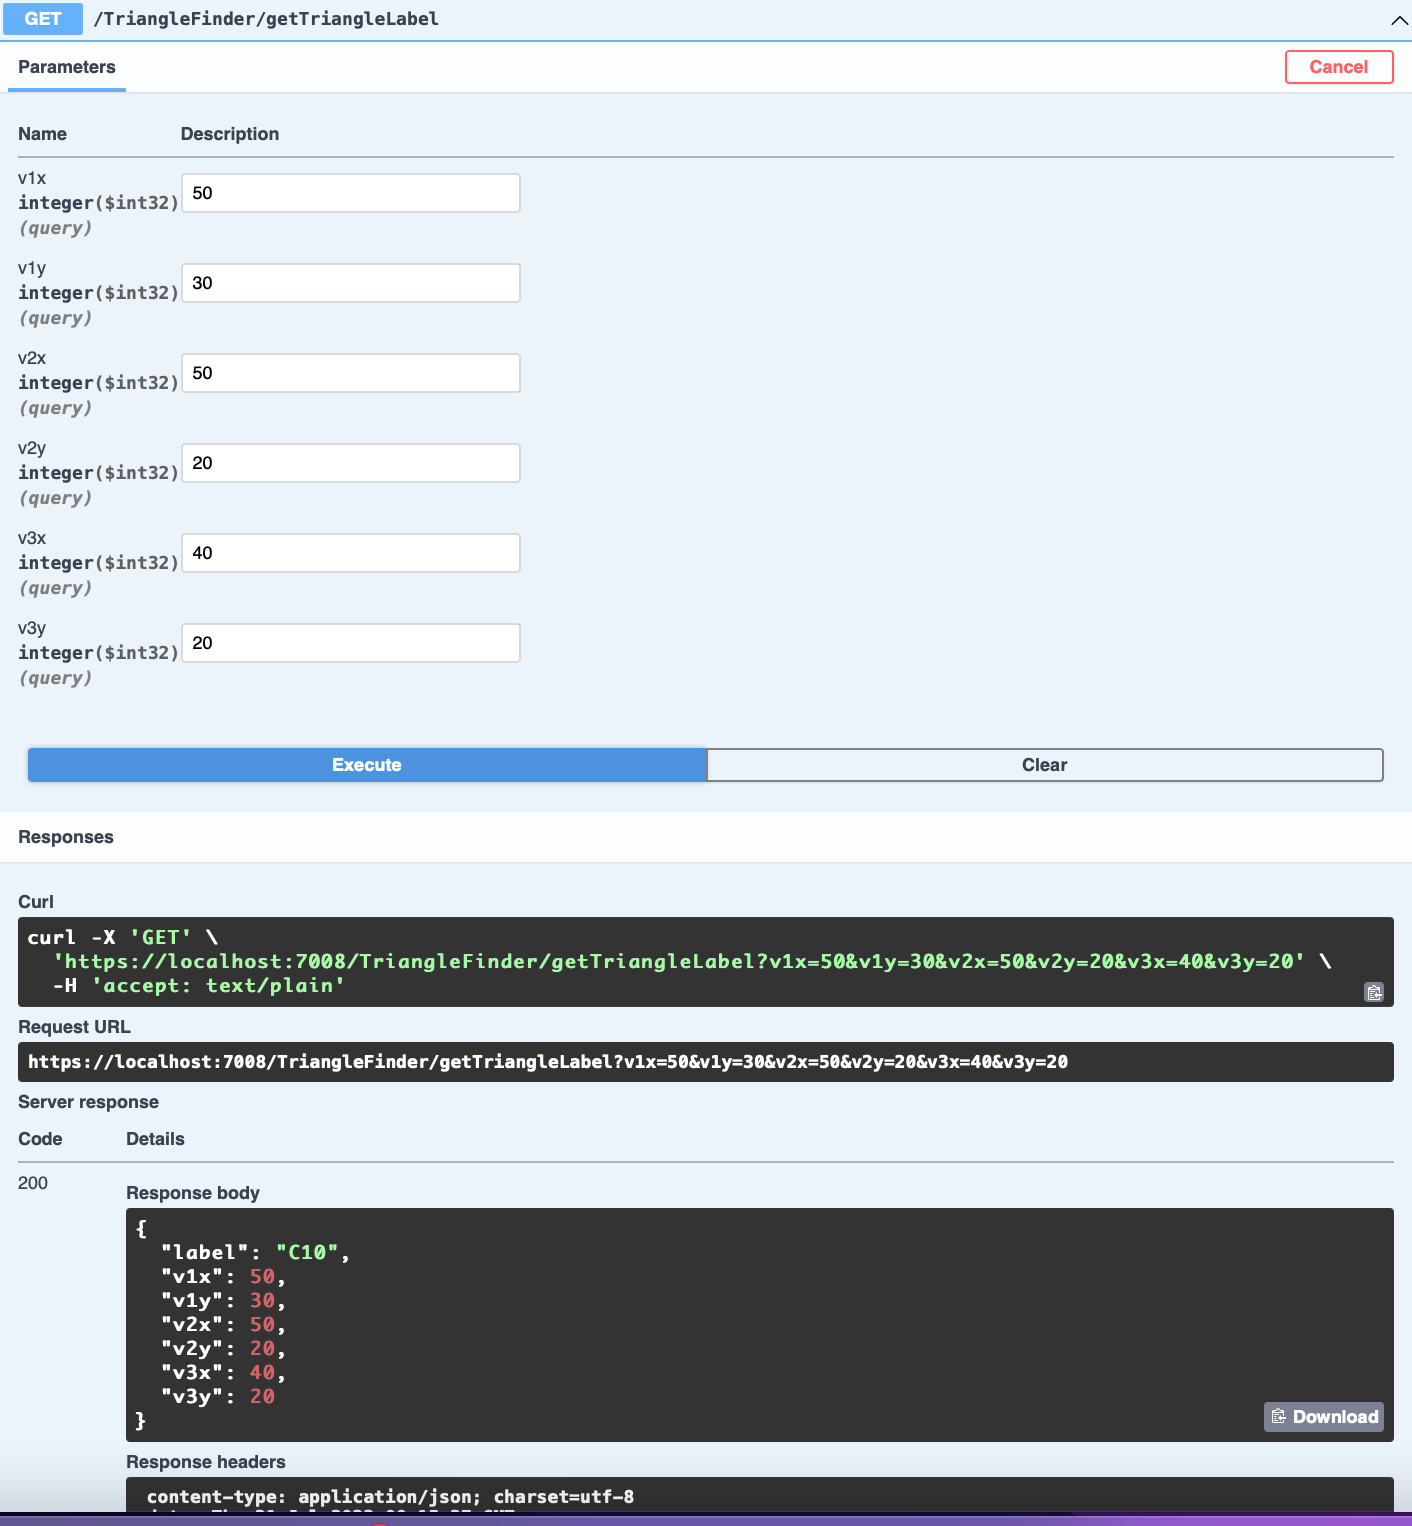 GET /TriangleFinder/getTriangleLabel
Parameters
Cancel
Name Description
v1x
integer($int32)
(query)
50
v1y
integer($int32)
(query)
30
v2x
integer($int32)
(query)
50
v2y
integer($int32)
(query)
20
v3x
integer($int32)
(query)
40
v3y
integer($int32)
(query)
20
Execute Clear
Responses
Curl
curl -X 'GET' \
'https://localhost:7008/TriangleFinder/getTriangleLabel?v1x=50&v1y=30&v2x=50&v2y=20&v3x=40&v3y=20' \
-H 'accept: text/plain'
Request URL
https://localhost:7008/TriangleFinder/getTriangleLabel?v1x=50&v1y=30&v2x=50&v2y=20&v3x=40&v3y=20
Server response
Code Details
200
Response body
{
"label": "C10",
"v1x": 50,
"v1y": 30,
"v2x": 50,
"v2y": 20,
"v3x": 40,
"v3y": 20
}
Download
Response headers
content-type: application/json; charset=utf-8